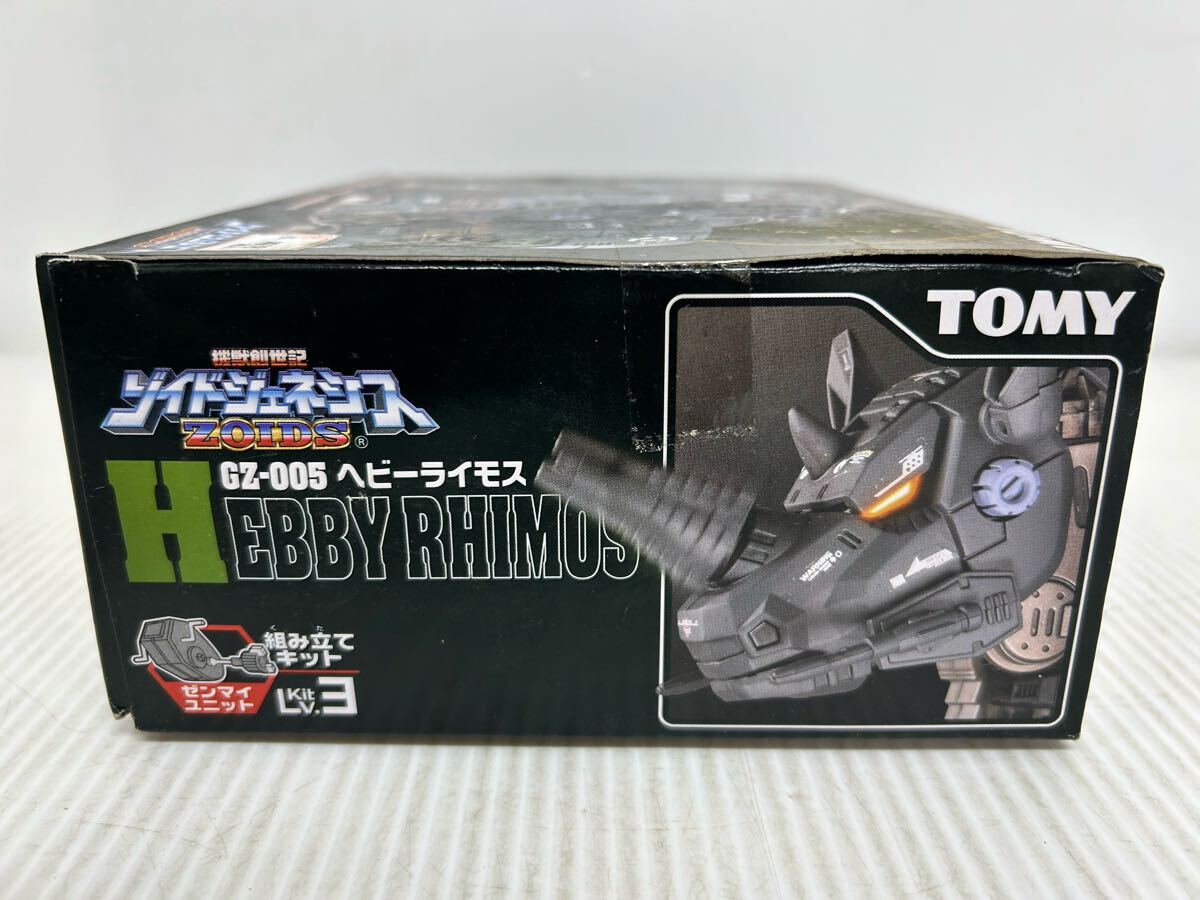 TOMY
機獣創世記
ゾイドジェネシス
ZOIDS®
GZ-005 ヘビーライモス
HEBBY RHIMOS
ゼンマイ
ユニット
組み立て
キット
Kit
Lv.3
WARNING